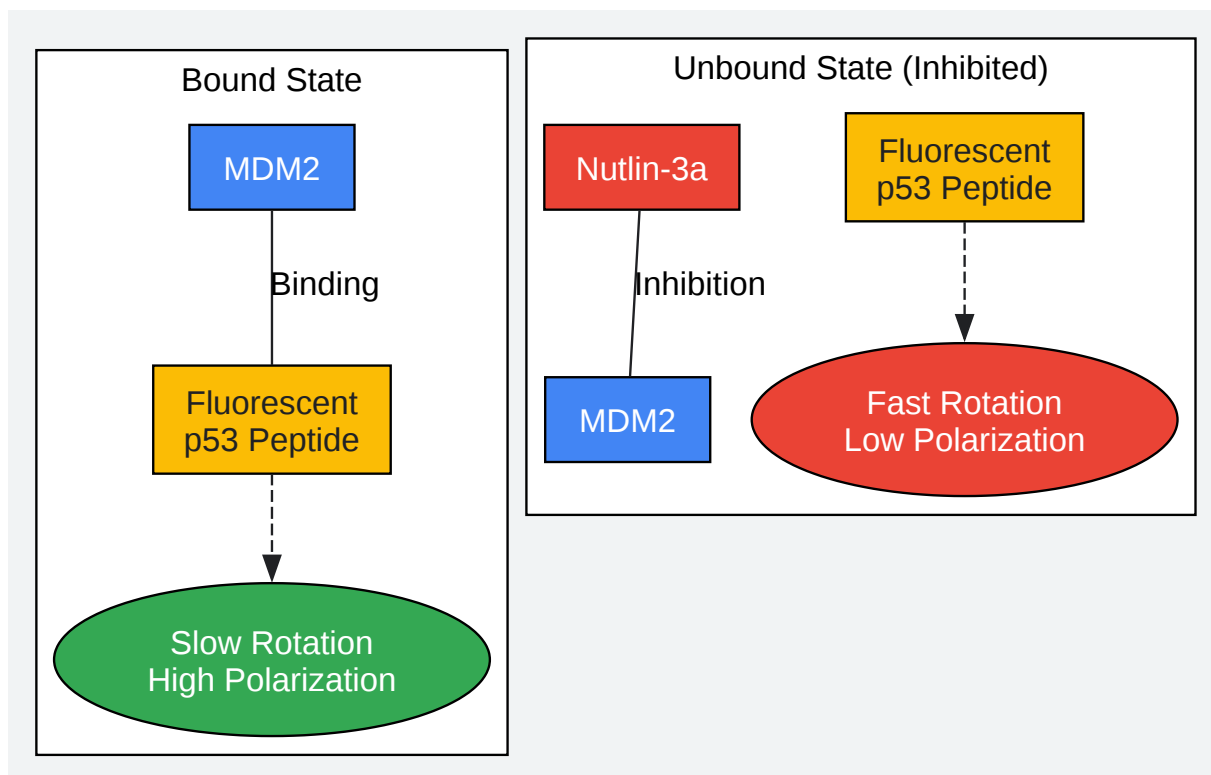 Bound State
MDM2
Binding
Fluorescent
p53 Peptide
Slow Rotation
High Polarization
Unbound State (Inhibited)
Nutlin-3a
Inhibition
MDM2
Fluorescent
p53 Peptide
Fast Rotation
Low Polarization